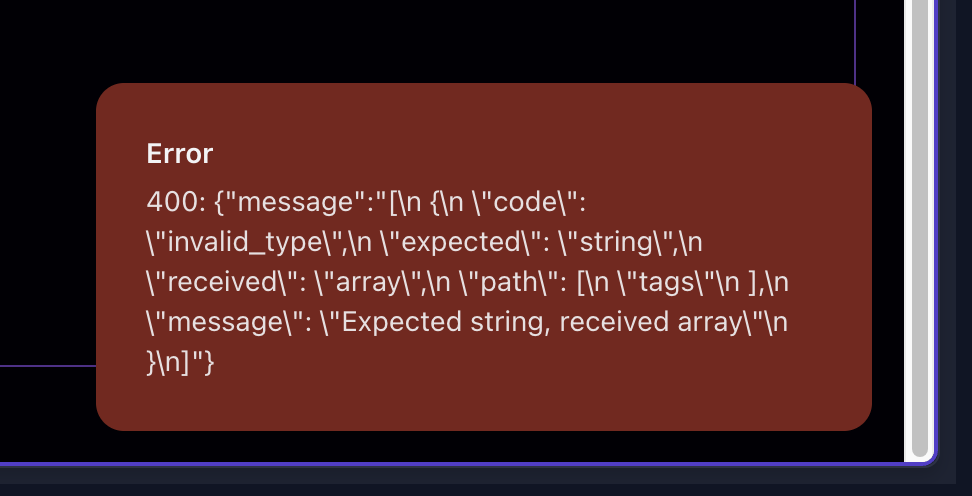 Error
400: {"message":"[\n {\n \"code\":
\"invalid_type\",\n \"expected\": \"string\",\n
\"received\": \"array\",\n \"path\": [\n \"tags\"\n ],\n
\"message\": \"Expected string, received array\"\n
}\n]"}